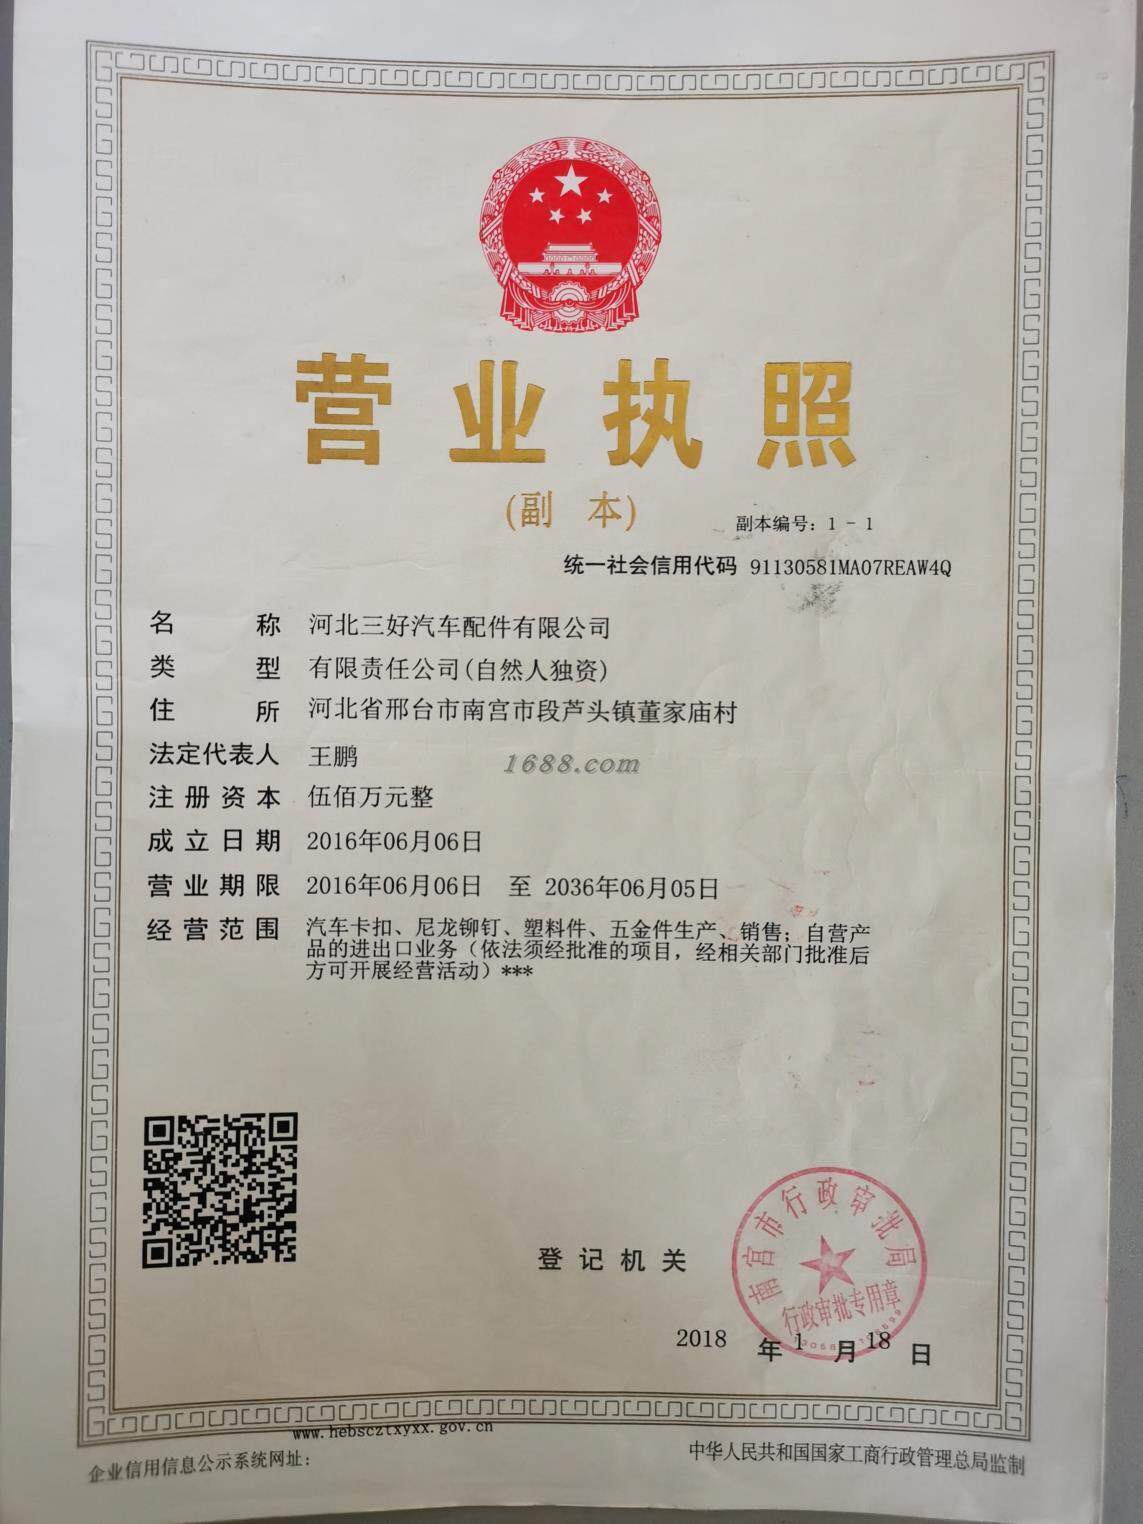 营业执照
(副 本)
副本编号：1 - 1
统一社会信用代码 91130581MA07REAW4Q
名 称 河北三好汽车配件有限公司
类 型 有限责任公司(自然人独资)
住 所 河北省邢台市南宫市段芦头镇董家庙村
法定代表人 王鹏
1688.com
注册资本 伍佰万元整
成立日期 2016年06月06日
营业期限 2016年06月06日 至 2036年06月05日
经营范围 汽车卡扣、尼龙铆钉、塑料件、五金件生产、销售；自营产
品的进出口业务（依法须经批准的项目，经相关部门批准后
方可开展经营活动）***
南宫市行政审批局
行政审批专用章
登记机关
2018 年 1 月 18 日
www.hebscztxyxx.gov.cn
企业信用信息公示系统网址：
中华人民共和国国家工商行政管理总局监制